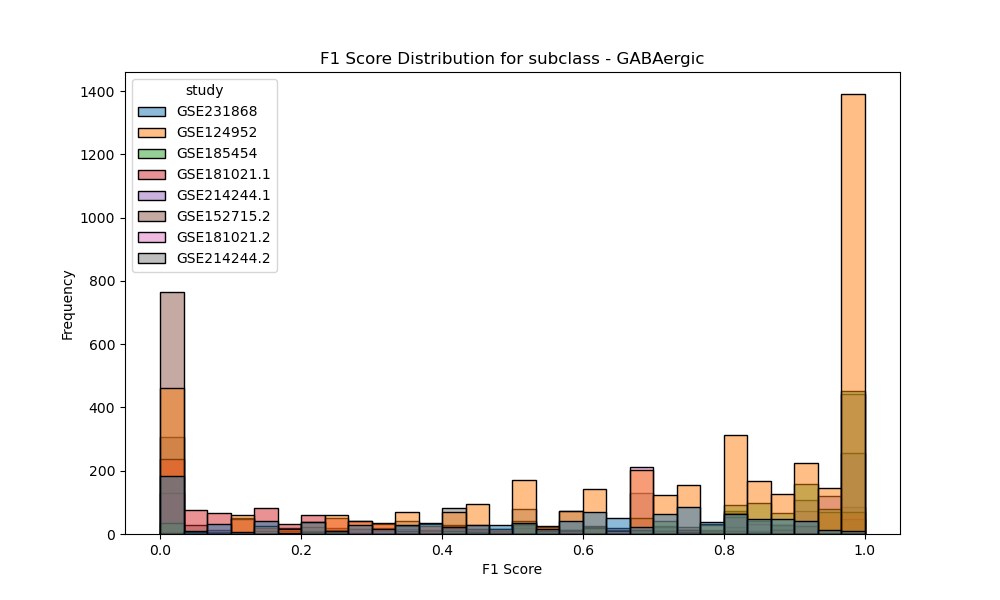 F1 Score Distribution for subclass - GABAergic
study
GSE231868
GSE124952
GSE185454
GSE181021.1
GSE214244.1
GSE152715.2
GSE181021.2
GSE214244.2
Frequency
1400
1200
1000
800
600
400
200
0
0.0 0.2 0.4 0.6 0.8 1.0
F1 Score